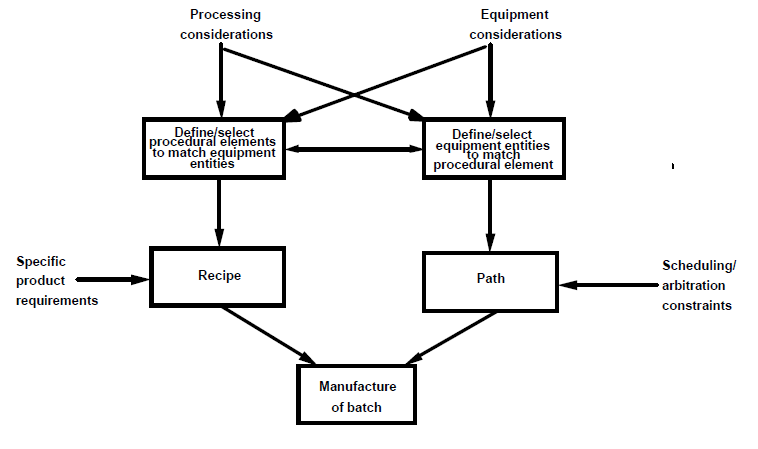 Processing
considerations
Equipment
considerations
Define/select
procedural elements
to match equipment
entities
Define/select
equipment entities
to match
procedural element
Specific
product
requirements
Recipe
Path
Scheduling/
arbitration
constraints
Manufacture
of batch